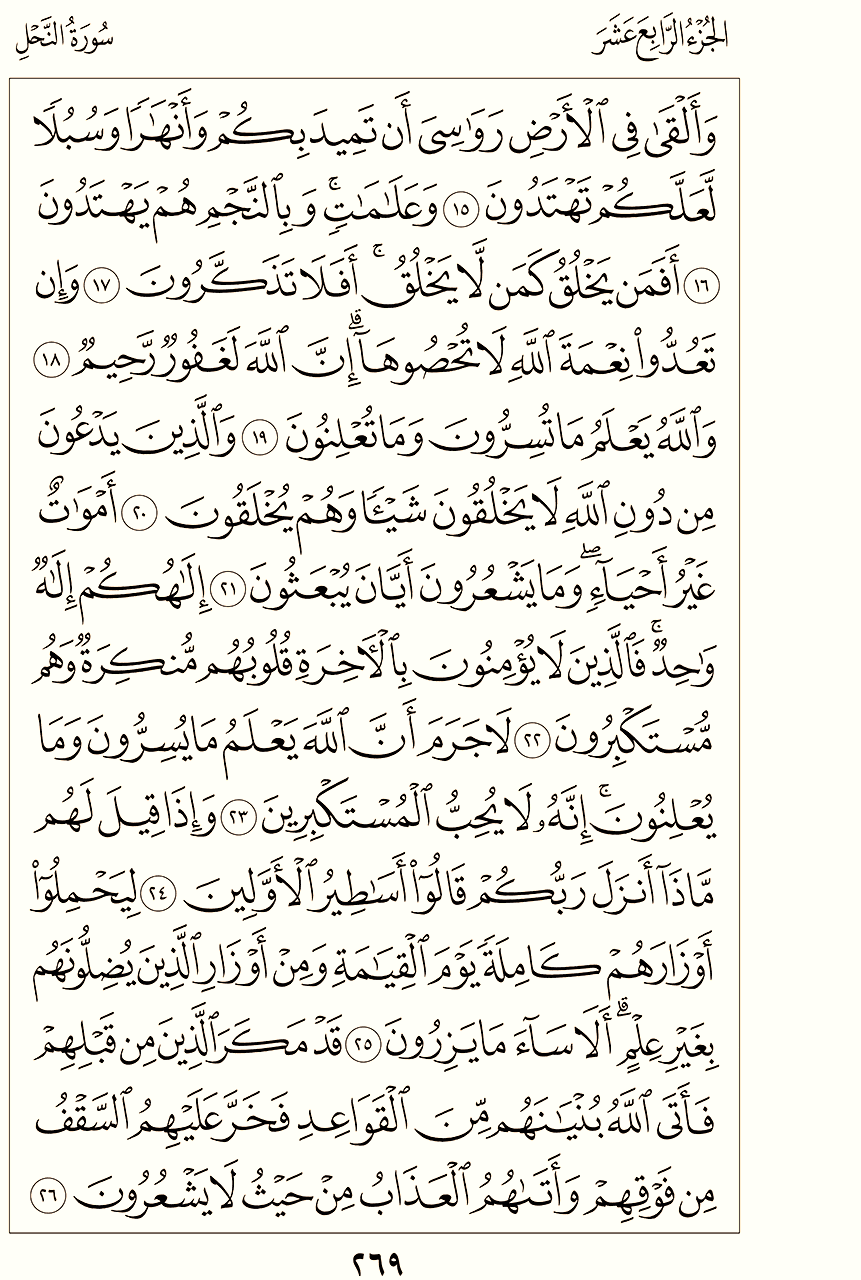 الجُزْءُ الرَّابِعَ عَشَرَ
سُورَةُ النَّحْلِ
وَأَلْقَىٰ فِي ٱلْأَرْضِ رَوَٰسِىَ أَن تَمِيدَ بِكُمْ وَأَنْهَٰرًا وَسُبُلًا
لَّعَلَّكُمْ تَهْتَدُونَ ١٥ وَعَلَٰمَٰتٍ ۚ وَبِٱلنَّجْمِ هُمْ يَهْتَدُونَ
١٦ أَفَمَن يَخْلُقُ كَمَن لَّا يَخْلُقُ ۚ أَفَلَا تَذَكَّرُونَ ١٧ وَإِن
تَعُدُّوا۟ نِعْمَةَ ٱللَّهِ لَا تُحْصُوهَآ ۗ إِنَّ ٱللَّهَ لَغَفُورٌ رَّحِيمٌ ١٨
وَٱللَّهُ يَعْلَمُ مَا تُسِرُّونَ وَمَا تُعْلِنُونَ ١٩ وَٱلَّذِينَ يَدْعُونَ
مِن دُونِ ٱللَّهِ لَا يَخْلُقُونَ شَيْـًٔا وَهُمْ يُخْلَقُونَ ٢٠ أَمْوَٰتٌ
غَيْرُ أَحْيَآءٍ ۖ وَمَا يَشْعُرُونَ أَيَّانَ يُبْعَثُونَ ٢١ إِلَٰهُكُمْ إِلَٰهٌ
وَٰحِدٌ ۚ فَٱلَّذِينَ لَا يُؤْمِنُونَ بِٱلْـَٔاخِرَةِ قُلُوبُهُم مُّنكِرَةٌ وَهُم
مُّسْتَكْبِرُونَ ٢٢ لَا جَرَمَ أَنَّ ٱللَّهَ يَعْلَمُ مَا يُسِرُّونَ وَمَا
يُعْلِنُونَ ۚ إِنَّهُۥ لَا يُحِبُّ ٱلْمُسْتَكْبِرِينَ ٢٣ وَإِذَا قِيلَ لَهُم
مَّاذَآ أَنزَلَ رَبُّكُمْ قَالُوٓا۟ أَسَٰطِيرُ ٱلْأَوَّلِينَ ٢٤ لِيَحْمِلُوٓا۟
أَوْزَارَهُمْ كَامِلَةً يَوْمَ ٱلْقِيَٰمَةِ وَمِنْ أَوْزَارِ ٱلَّذِينَ يُضِلُّونَهُم
بِغَيْرِ عِلْمٍ ۗ أَلَا سَآءَ مَا يَزِرُونَ ٢٥ قَدْ مَكَرَ ٱلَّذِينَ مِن قَبْلِهِمْ
فَأَتَى ٱللَّهُ بُنْيَٰنَهُم مِّنَ ٱلْقَوَاعِدِ فَخَرَّ عَلَيْهِمُ ٱلسَّقْفُ
مِن فَوْقِهِمْ وَأَتَىٰهُمُ ٱلْعَذَابُ مِنْ حَيْثُ لَا يَشْعُرُونَ ٢٦
٢٦٩